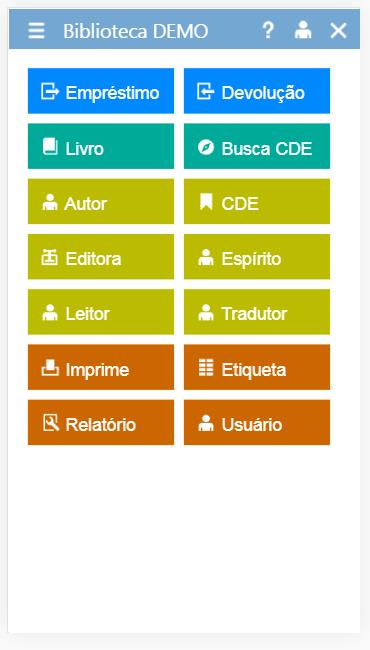 Biblioteca DEMO ?
Empréstimo Devolução
Livro Busca CDE
Autor CDE
Editora Espírito
Leitor Tradutor
Imprime Etiqueta
Relatório Usuário